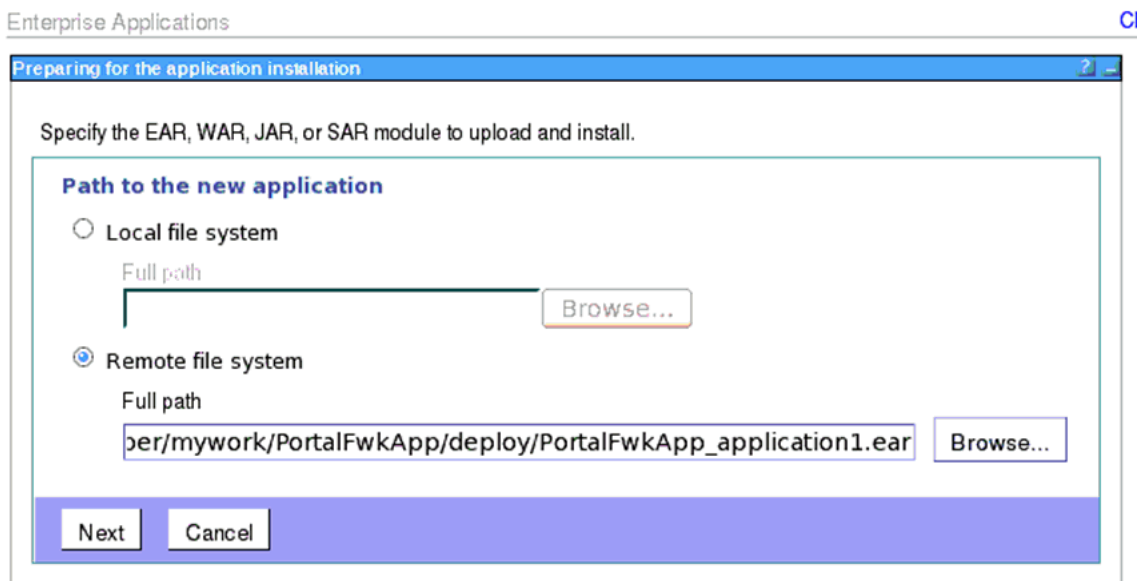 Enterprise Applications
Preparing for the application installation
?
Specify the EAR, WAR, JAR, or SAR module to upload and install.
Path to the new application
Local file system
Full path
Browse...
Remote file system
Full path
/mywork/PortalFwkApp/deploy/PortalFwkApp_application1.ear Browse...
Next Cancel